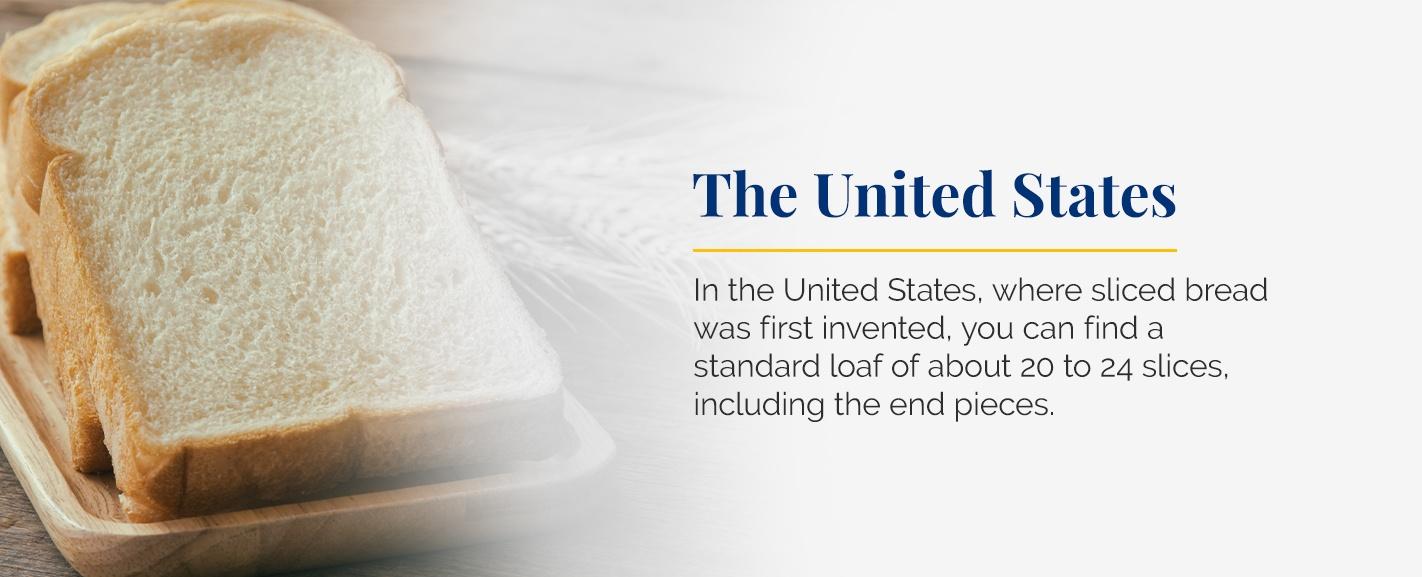 The United States
In the United States, where sliced bread
was first invented, you can find a
standard loaf of about 20 to 24 slices,
including the end pieces.